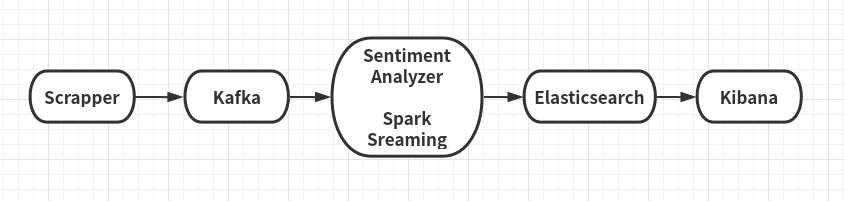 Scrapper
Kafka
Sentiment
Analyzer
Spark
Sreaming
Elasticsearch
Kibana